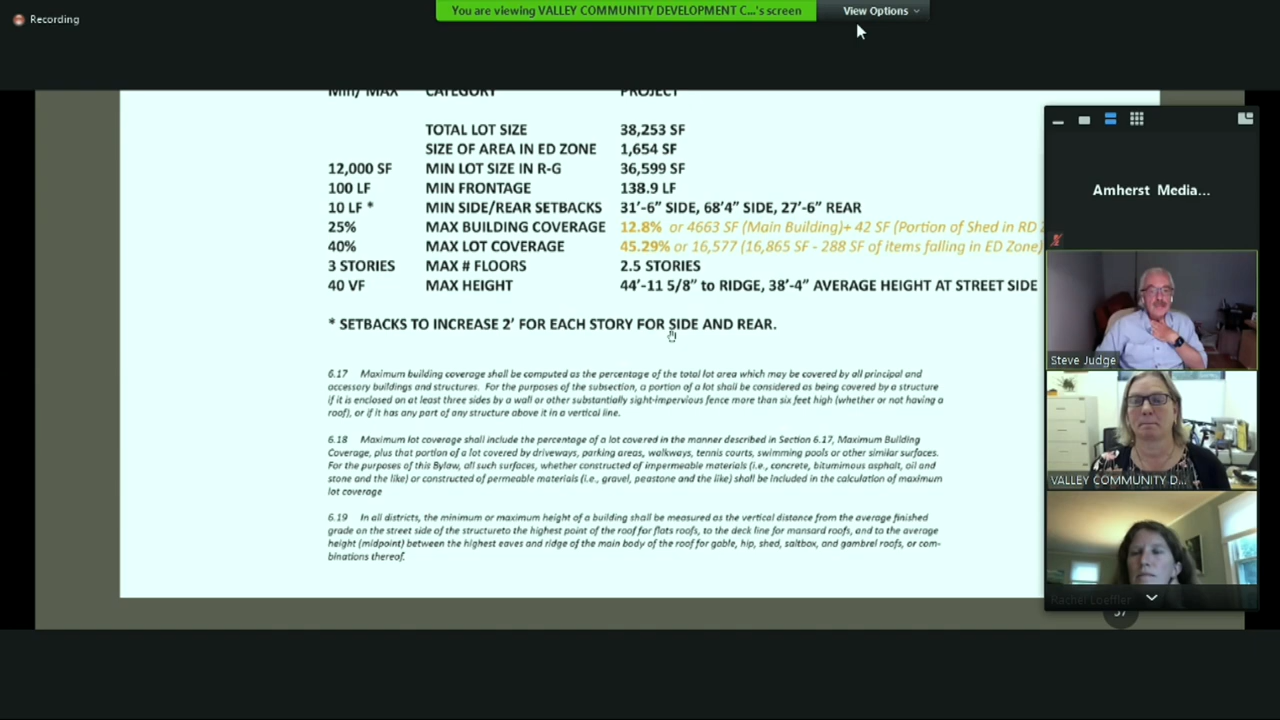 Recording
You are viewing VALLEY COMMUNITY DEVELOPMENT C...'s screen
View Options
Min/ MAX CATEGORY PROJECT
TOTAL LOT SIZE 38,253 SF
SIZE OF AREA IN ED ZONE 1,654 SF
12,000 SF MIN LOT SIZE IN R-G 36,599 SF
100 LF MIN FRONTAGE 138.9 LF
10 LF * MIN SIDE/REAR SETBACKS 31'-6" SIDE, 68'4" SIDE, 27'-6" REAR
25% MAX BUILDING COVERAGE 12.8% or 4663 SF (Main Building)+ 42 SF (Portion of Shed in RD
40% MAX LOT COVERAGE 45.29% or 16,577 (16,865 SF - 288 SF of items falling in ED Zone)
3 STORIES MAX # FLOORS 2.5 STORIES
40 VF MAX HEIGHT 44'-11 5/8" to RIDGE, 38'-4" AVERAGE HEIGHT AT STREET SIDE
* SETBACKS TO INCREASE 2' FOR EACH STORY FOR SIDE AND REAR.
6.17 Maximum building coverage shall be computed as the percentage of the total lot area which may be covered by all principal and
accessory buildings and structures. For the purposes of the subsection, a portion of a lot shall be considered as being covered by a structure
if it is enclosed on at least three sides by a wall or other substantially sight-impervious fence more than six feet high (whether or not having a
roof), or if it has any part of any structure above it in a vertical line.
6.18 Maximum lot coverage shall include the percentage of a lot covered in the manner described in Section 6.17, Maximum Building
Coverage, plus that portion of a lot covered by driveways, parking areas, walkways, tennis courts, swimming pools or other similar surfaces.
For the purposes of this Bylaw, all such surfaces, whether constructed of impermeable materials (i.e., concrete, bituminous asphalt, oil and
stone and the like) or constructed of permeable materials (i.e., gravel, peastone and the like) shall be included in the calculation of maximum
lot coverage
6.19 In all districts, the minimum or maximum height of a building shall be measured as the vertical distance from the average finished
grade on the street side of the structureto the highest point of the roof for flats roofs, to the deck line for mansard roofs, and to the average
height (midpoint) between the highest eaves and ridge of the main body of the roof for gable, hip, shed, saltbox, and gambrel roofs, or com-
binations thereof.
Amherst Media...
Steve Judge
VALLEY COMMUNITY D...
Rachel Loeffler
37